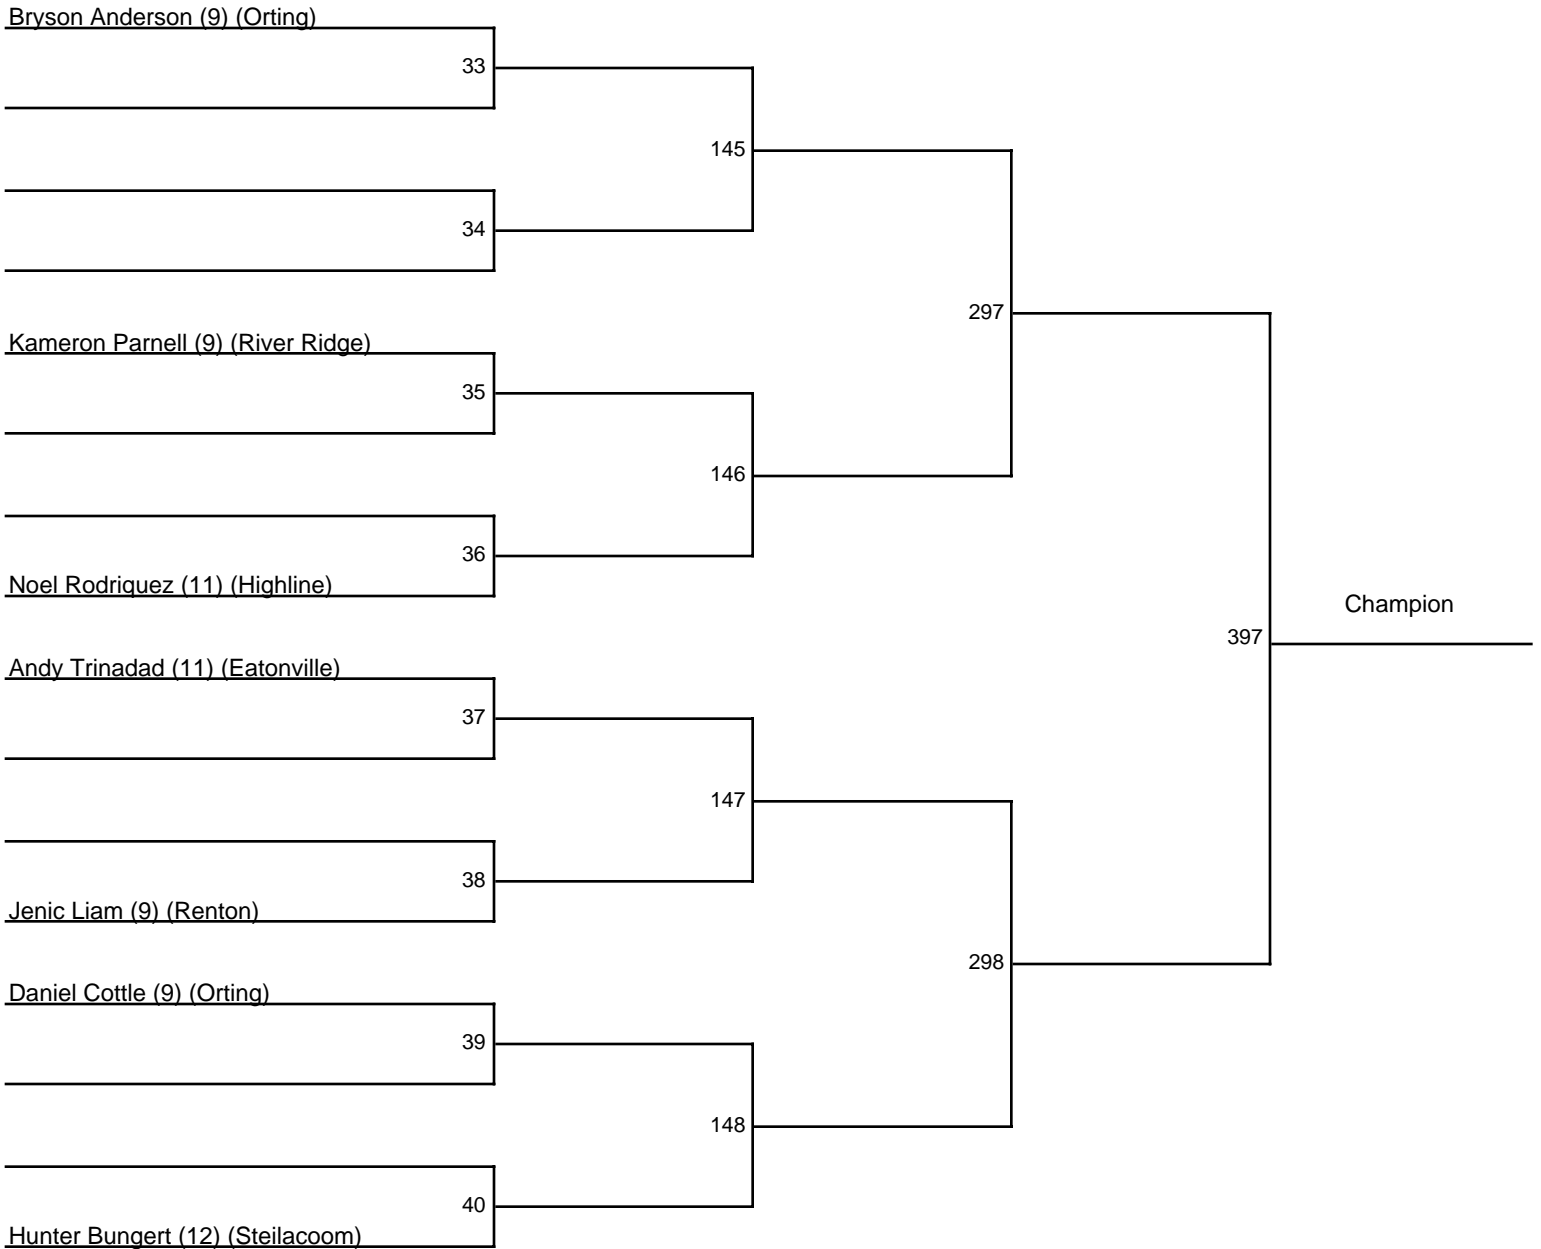 Bryson Anderson (9) (Orting)
33
145
34
297
Kameron Parnell (9) (River Ridge)
35
146
36
Noel Rodriquez (11) (Highline)
Champion
397
Andy Trinadad (11) (Eatonville)
37
147
38
Jenic Liam (9) (Renton)
298
Daniel Cottle (9) (Orting)
39
148
40
Hunter Bungert (12) (Steilacoom)